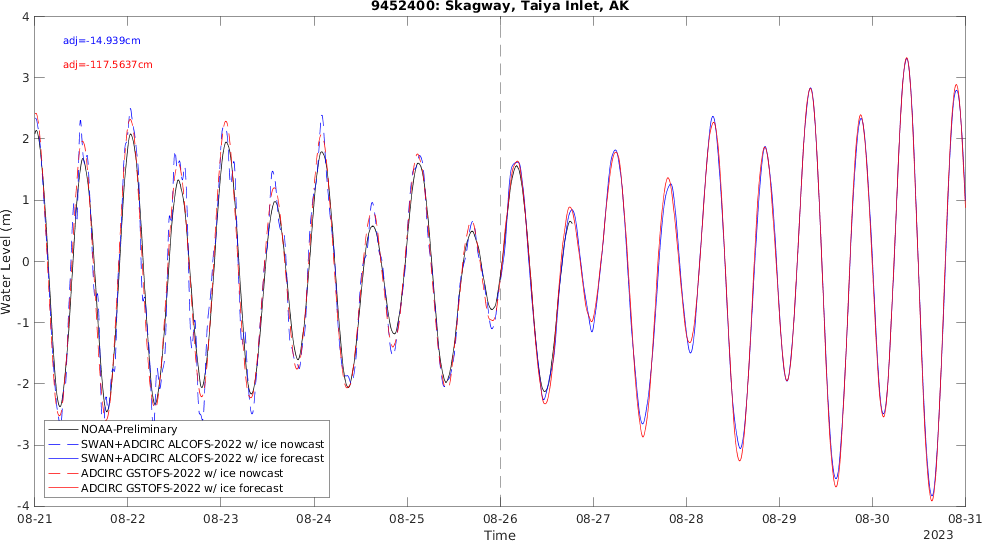 9452400: Skagway, Taiya Inlet, AK
adj=-14.939cm
adj=-117.5637cm
Water Level (m)
4
3
2
1
0
-1
-2
-3
-4
NOAA-Preliminary
SWAN+ADCIRC ALCOFS-2022 w/ ice nowcast
SWAN+ADCIRC ALCOFS-2022 w/ ice forecast
ADCIRC GSTOFS-2022 w/ ice nowcast
ADCIRC GSTOFS-2022 w/ ice forecast
08-21 08-22 08-23 08-24 08-25 08-26 08-27 08-28 08-29 08-30 08-31
Time
2023